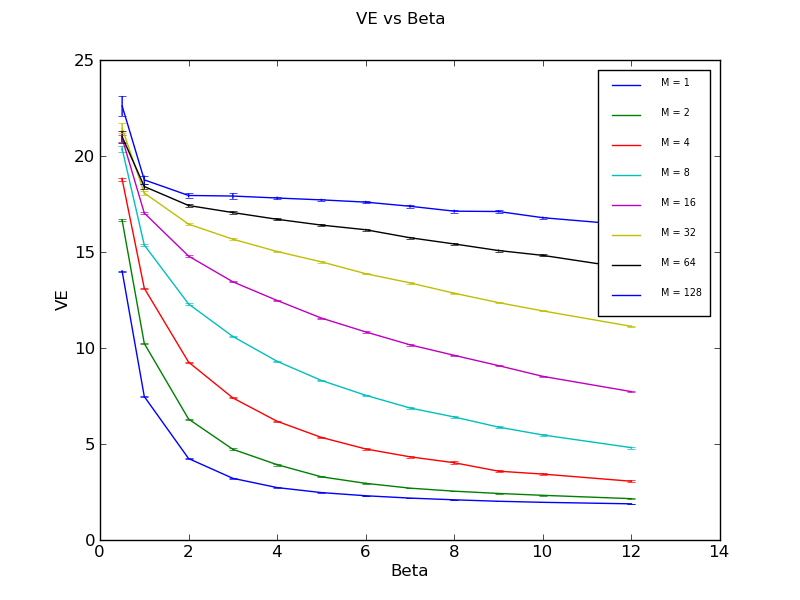 VE vs Beta
25
20
15
10
5
0
VE
0 2 4 6 8 10 12 14
Beta
M = 1
M = 2
M = 4
M = 8
M = 16
M = 32
M = 64
M = 128